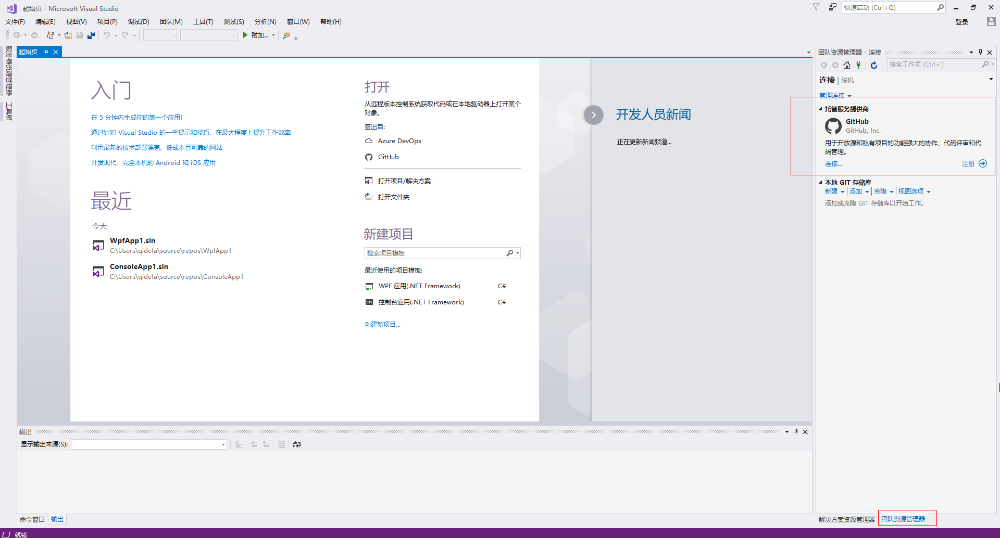 起始页 - Microsoft Visual Studio
快速启动 (Ctrl+Q)
文件(F) 编辑(E) 视图(V) 项目(P) 调试(D) 团队(M) 工具(T) 测试(S) 分析(N) 窗口(W) 帮助(H)
登录
附加...
服务器资源管理器
工具箱
起始页
入门
在 5 分钟内生成你的第一个应用!
通过针对 Visual Studio 的一些提示和技巧，在最大程度上提升工作效率
利用最新的技术部署漂亮、低成本且可靠的网站
开发现代、完全本机的 Android 和 iOS 应用
最近
今天
WpfApp1.sln
C:\Users\qidefa\source\repos\WpfApp1
ConsoleApp1.sln
C:\Users\qidefa\source\repos\ConsoleApp1
打开
从远程版本控制系统获取代码或在本地驱动器上打开某个
对象。
签出自:
Azure DevOps
GitHub
打开项目/解决方案
打开文件夹
新建项目
搜索项目模板
最近使用的项目模板:
WPF 应用(.NET Framework) C#
控制台应用(.NET Framework) C#
创建新项目...
开发人员新闻
正在更新新闻频道...
团队资源管理器 - 连接
搜索工作项 (Ctrl+')
连接 | 脱机
管理连接
托管服务提供商
GitHub
GitHub, Inc.
用于开放源和私有项目的功能强大的协作、代码评审和代
码管理。
连接... 注册
本地 GIT 存储库
新建 添加 克隆 视图选项
添加或克隆 GIT 存储库以开始工作。
输出
显示输出来源(S):
命令窗口 输出
解决方案资源管理器 团队资源管理器
就绪